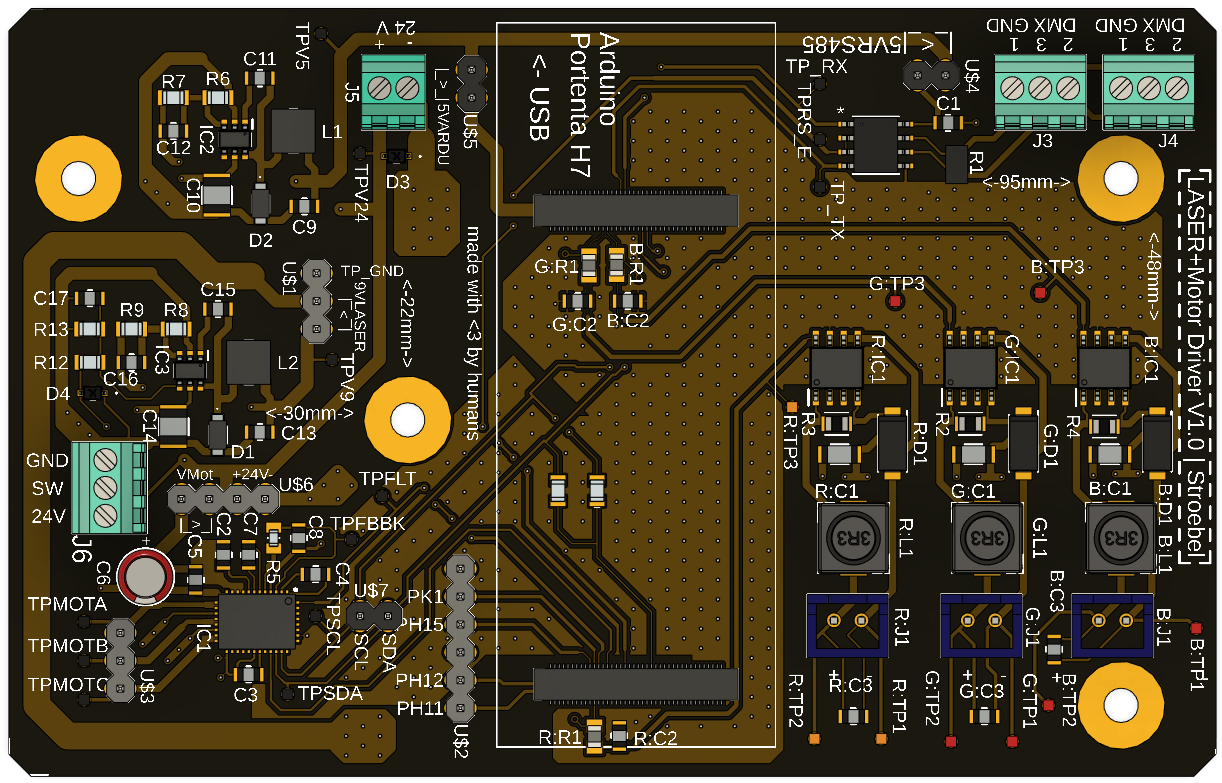 TPV5
24V
+ -
J5
C11
R7
R6
C12
IC2
L1
C10
D2
C9
TPV24
D3
L>_|5VARDU
U$5
Arduino
Portenta H7
<- USB
5VRS485
|_<_|
U$4
TP_RX
TPRS_E
TP_TX
*
C1
R1
DMX GND
2 3 1
J3
DMX GND
2 3 1
J4
<-95mm->
<-48mm->
LASER+Motor Driver V1.0
Stroebel
C17
R13
R12
D4
R9
R8
C16
IC3
C15
L2
C14
D1
C13
<-30mm->
U$1
TP_GND
TP_9VLASER
|_<|
TPV9
<-22mm->
made with <3 by humans
G:R1
B:R1
G:C2
B:C2
G:TP3
B:TP3
R:IC1
G:IC1
B:IC1
R:TP3
R3
R:D1
R2
G:D1
R4
B:D1
R:C1
G:C1
B:C1
3R3
3R3
3R3
R:L1
G:L1
B:L1
GND
SW
24V
J6
VMot
+24V-
U$6
|_>|
TPFLT
C5
C2
C7
R5
C8
TPFBBK
C6
+
C4
U$7
SCL
SDA
TPSCL
TPSDA
IC1
C3
TPMOTA
TPMOTB
TPMOTC
U$3
PK1
PH15
PH12
PH11
U$2
R:R1
R:C2
R:J1
G:J1
B:J1
B:C3
R:TP2
+ -
R:C3
R:TP1
G:TP2
+ -
G:C3
G:TP1
+
B:TP2
B:TP1